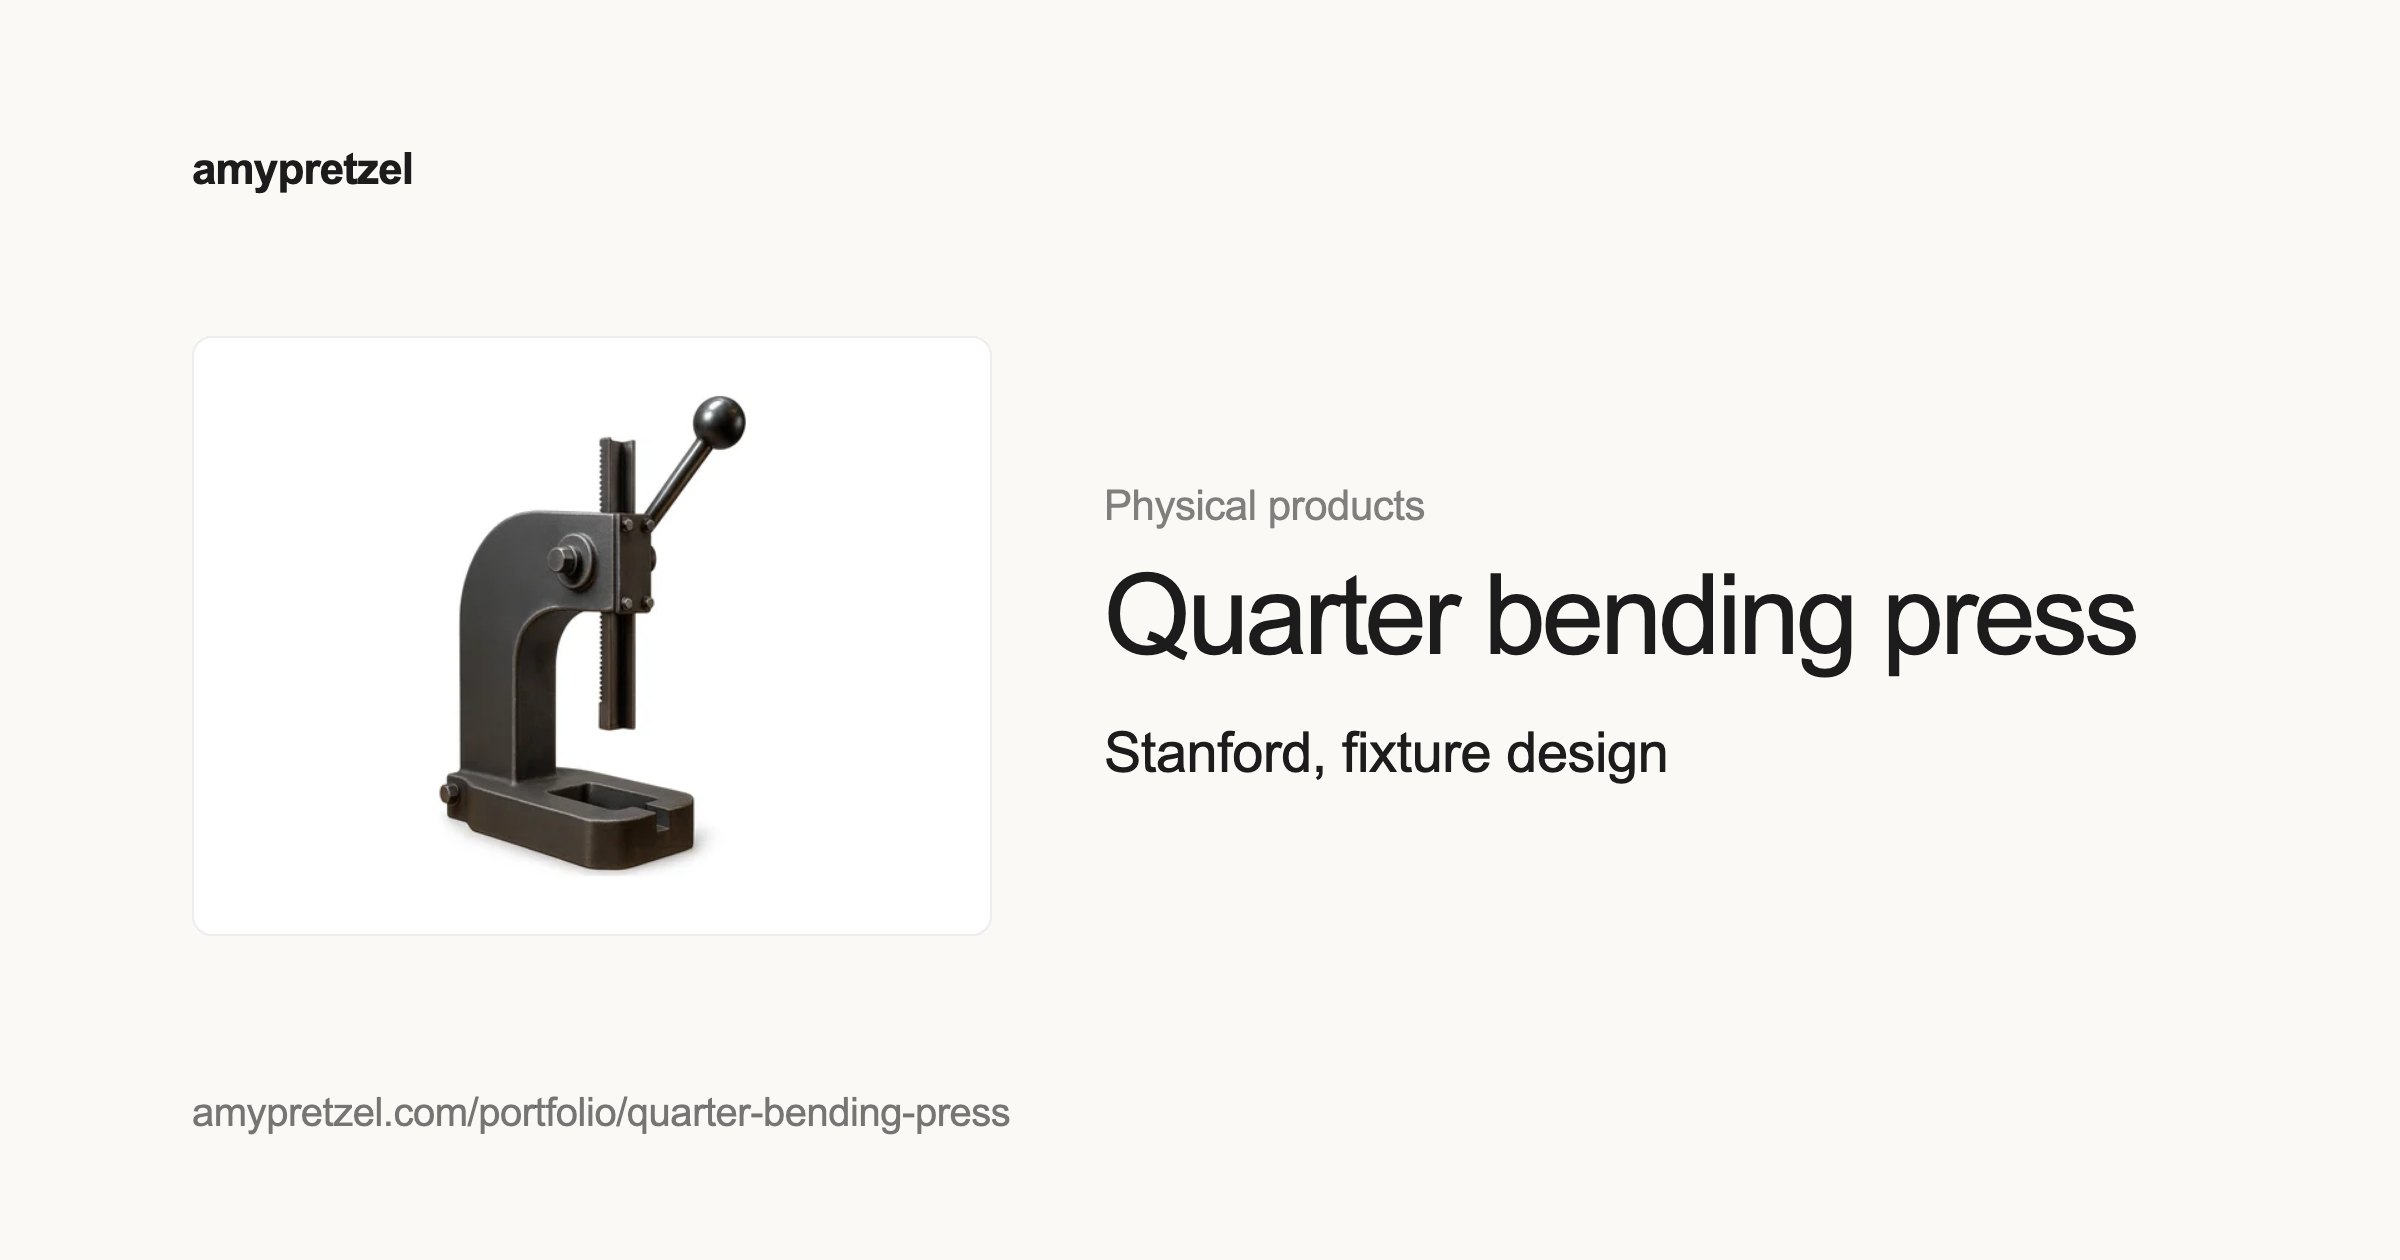 amypretzel
Physical products
Quarter bending press
Stanford, fixture design
amypretzel.com/portfolio/quarter-bending-press